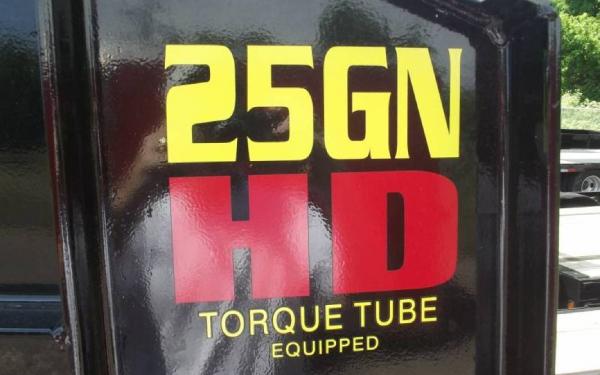 25GN
HD
TORQUE TUBE
EQUIPPED